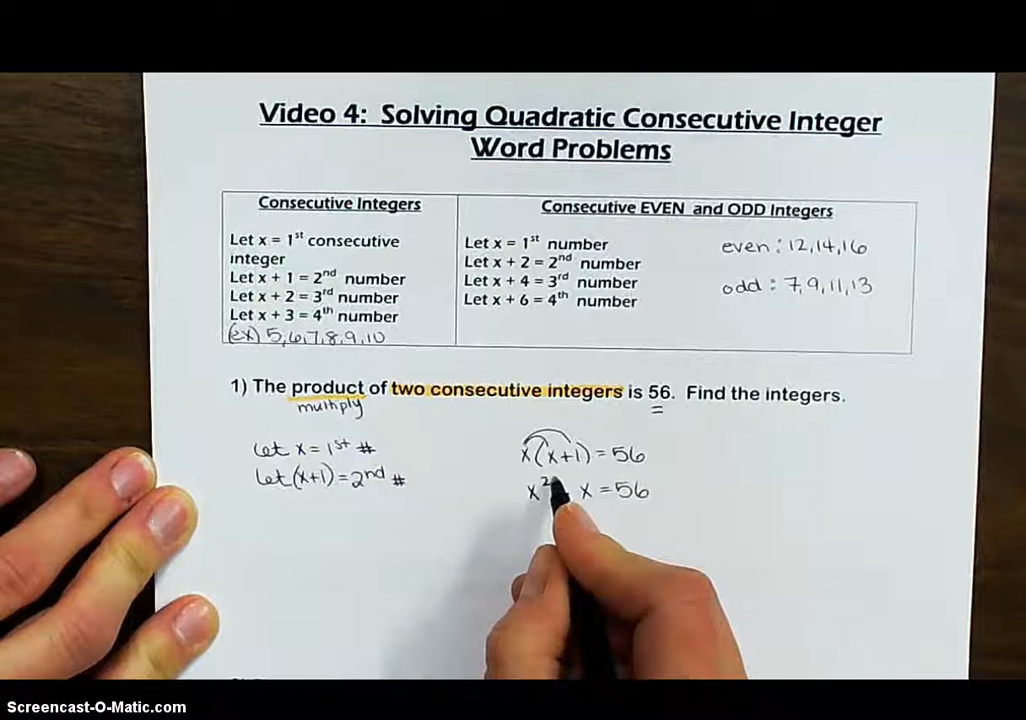 Video 4: Solving Quadratic Consecutive Integer
Word Problems
Consecutive Integers
Let x = 1st consecutive
integer
Let x + 1 = 2nd number
Let x + 2 = 3rd number
Let x + 3 = 4th number
(ex) 5,6,7,8,9,10
Consecutive EVEN and ODD Integers
Let x = 1st number
Let x + 2 = 2nd number
Let x + 4 = 3rd number
Let x + 6 = 4th number
even: 12,14,16
odd: 7,9,11,13
1) The product of two consecutive integers is 56. Find the integers.
multiply
Let x = 1st #
Let (x+1) = 2nd #
x(x+1) = 56
x² x = 56
Screencast-O-Matic.com